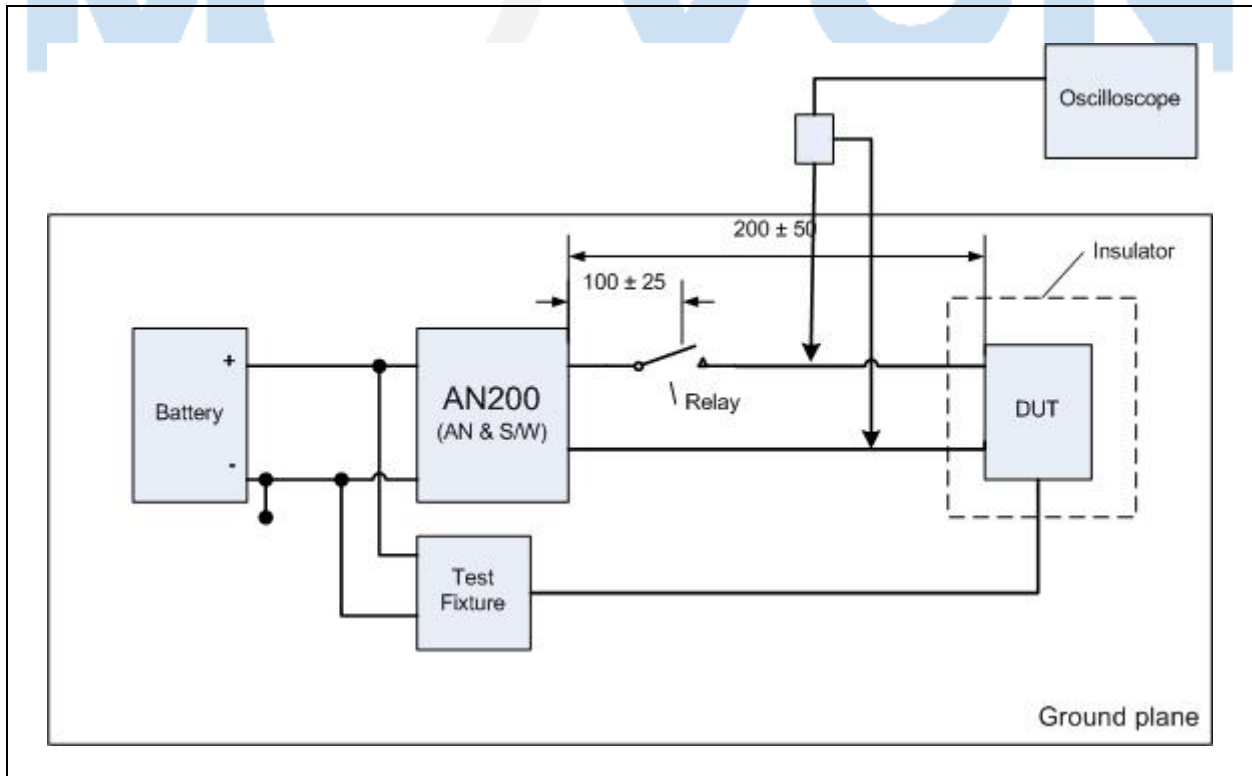 Oscilloscope
200 ± 50
Insulator
100 ± 25
+
Battery
-
AN200
(AN & S/W)
Relay
DUT
Test
Fixture
Ground plane